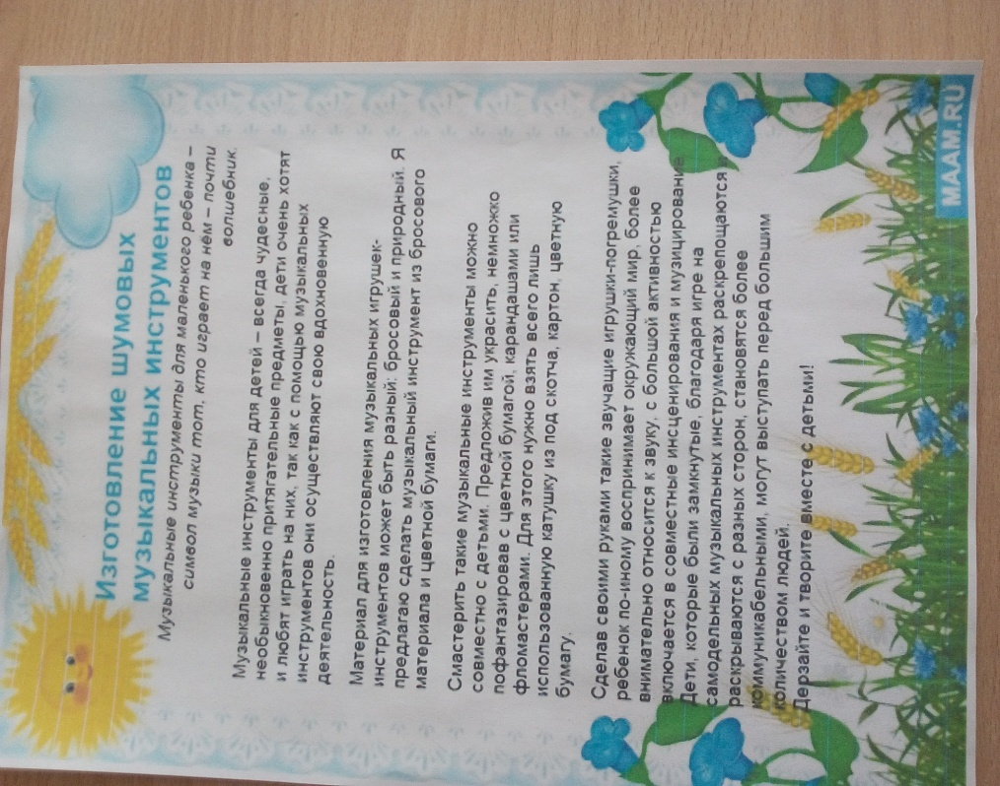 Изготовление шумовых
музыкальных инструментов
Музыкальные инструменты для маленького ребенка –
символ музыки тот, кто играет на нём – почти
волшебник.
Музыкальные инструменты для детей – всегда чудесные,
необыкновенно притягательные предметы, дети очень хотят
и любят играть на них, так как с помощью музыкальных
инструментов они осуществляют свою вдохновенную
деятельность.
Материал для изготовления музыкальных игрушек-
инструментов может быть разный: бросовый и природный. Я
предлагаю сделать музыкальный инструмент из бросового
материала и цветной бумаги.
Смастерить такие музыкальные инструменты можно
совместно с детьми. Предложив им украсить, немножко
пофантазировав с цветной бумагой, карандашами или
фломастерами. Для этого нужно взять всего лишь
использованную катушку из под скотча, картон, цветную
бумагу.
Сделав своими руками такие звучащие игрушки-погремушки,
ребенок по-иному воспринимает окружающий мир, более
внимательно относится к звуку, с большой активностью
включается в совместные инсценирования и музицирование
Дети, которые были замкнутые, благодаря игре на
самодельных музыкальных инструментах раскрепощаются и
раскрываются с разных сторон, становятся более
коммуникабельными, могут выступать перед большим
количеством людей.
Дерзайте и творите вместе с детьми!
MAAM.RU